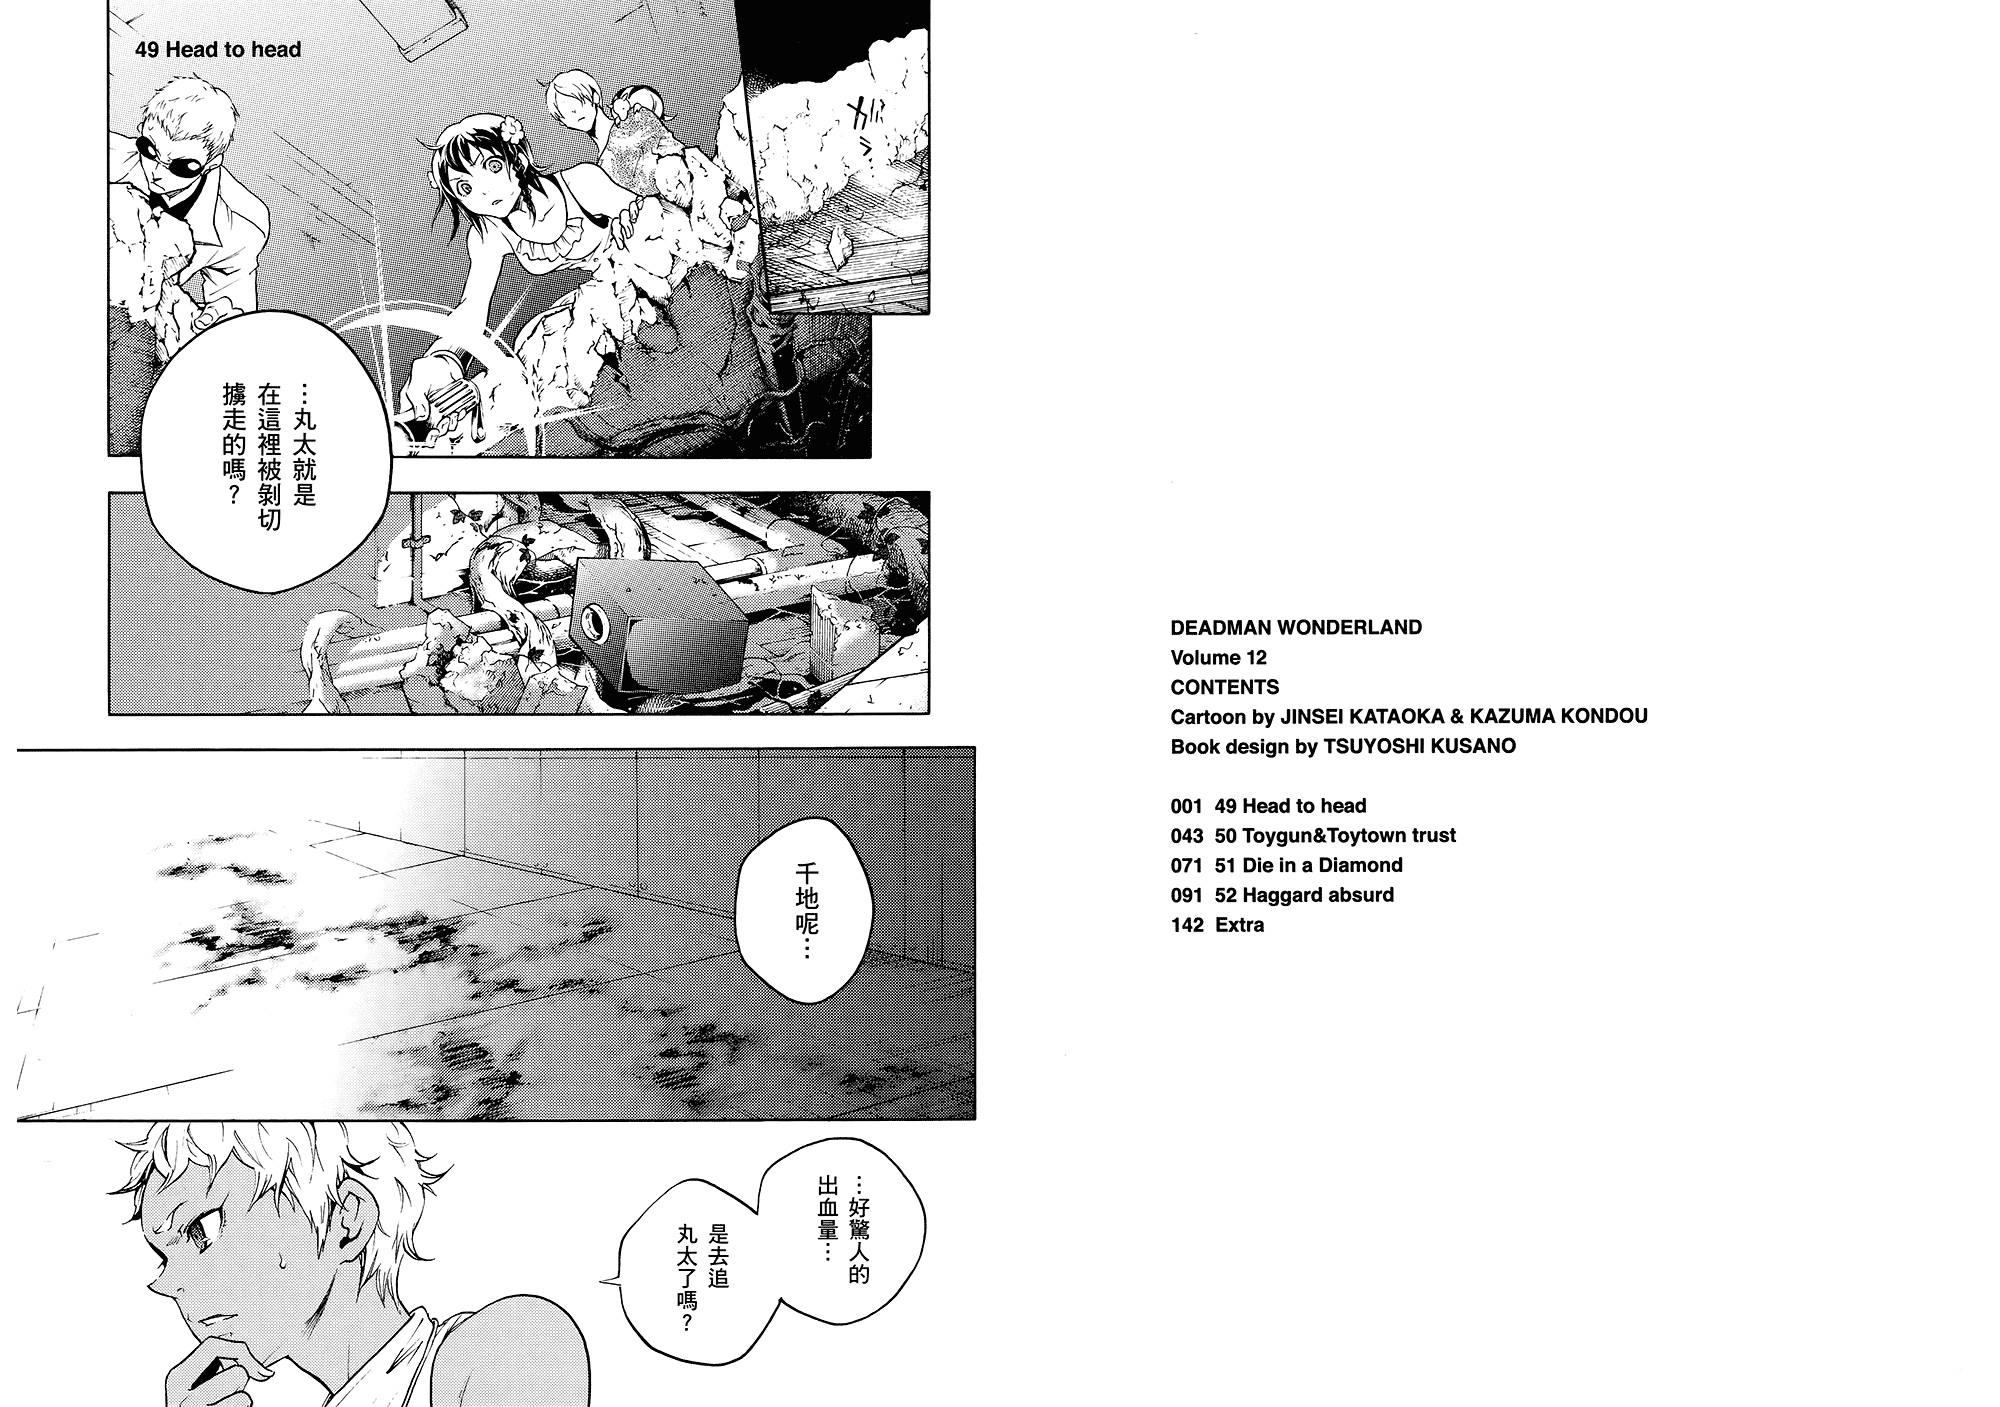 DEADMAN WONDERLAND
Volume 12
CONTENTS
Cartoon by JINSEI KATAOKA & KAZUMA KONDOU
Book design by TSUYOSHI KUSANO
001 49 Head to head
043 50 Toygun&Toytown trust
071 51 Die in a Diamond
091 52 Haggard absurd
142 Extra
49 Head to head
…丸太就是
在這裡被剝切
擄走的嗎？
千地呢…
…好驚人的
出血量…
是去追
丸太了嗎？